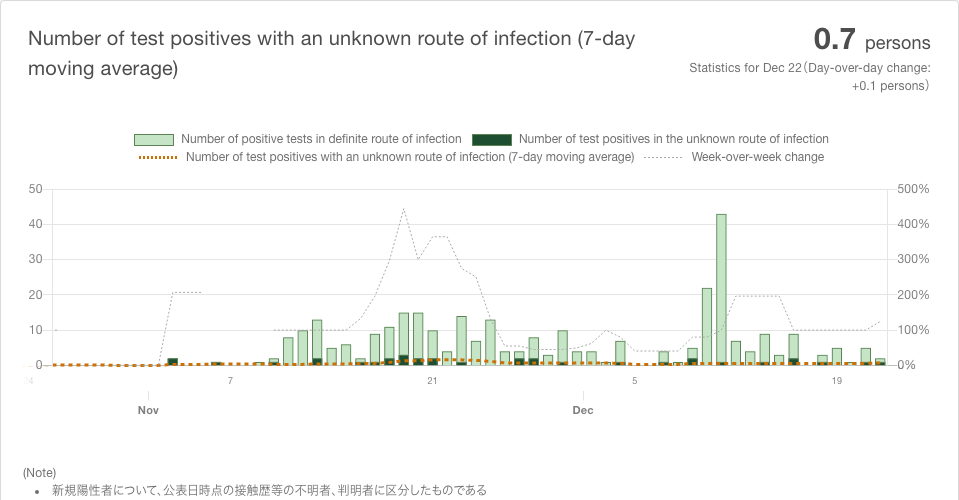 Number of test positives with an unknown route of infection (7-day
moving average)
0.7 persons
Statistics for Dec 22（Day-over-day change:
+0.1 persons）
Number of positive tests in definite route of infection Number of test positives in the unknown route of infection
Number of test positives with an unknown route of infection (7-day moving average) Week-over-week change
50 500%
40 400%
30 300%
20 200%
10 100%
0 0%
7 21 5 19
Nov Dec
(Note)
• 新規陽性者について、公表日時点の接触歴等の不明者、判明者に区分したものである